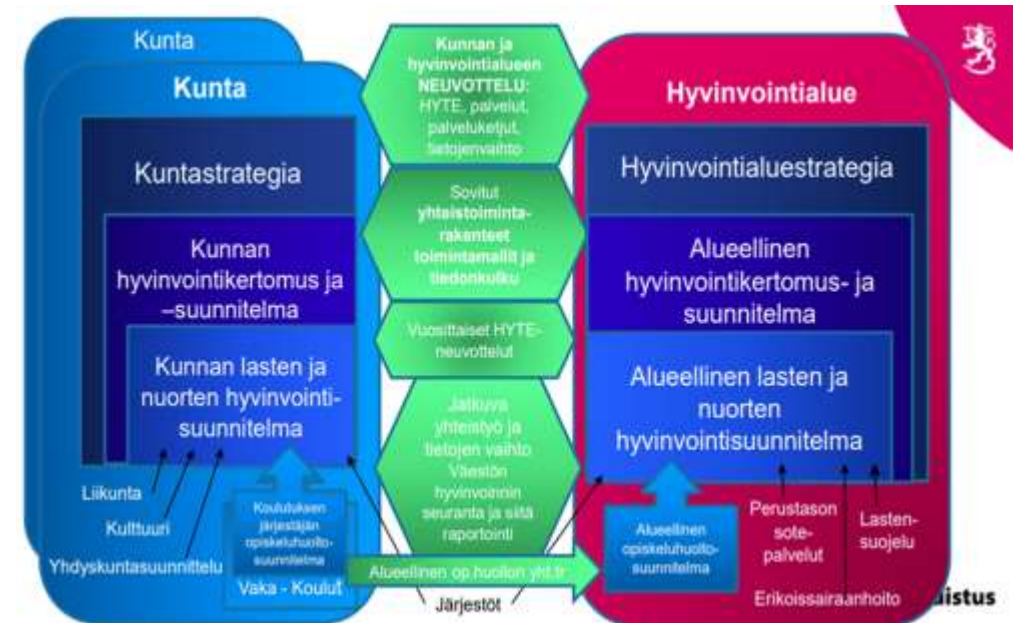 Kunta
Kunta
Kuntastrategia
Kunnan
hyvinvointikertomus ja
–suunnitelma
Kunnan lasten ja
nuorten hyvinvointi-
suunnitelma
Liikunta
Kulttuuri
Yhdyskuntasuunnittelu
Koulutuksen
järjestäjän
opiskeluhuolto-
suunnitelma
Vaka - Koulut
Kunnan ja
hyvinvointialueen
NEUVOTTELU:
HYTE, palvelut,
palveluketjut,
tietojenvaihto
Sovitut
yhteistoiminta-
rakenteet
toimintamallit ja
tiedonkulku
Vuosittaiset HYTE-
neuvottelut
Jatkuva
yhteistyö ja
tietojen vaihto
Väestön
hyvinvoinnin
seuranta ja siitä
raportointi
Alueellinen op.huollon yht.
Järjestöt
Hyvinvointialue
Hyvinvointialuestrategia
Alueellinen
hyvinvointikertomus- ja
suunnitelma
Alueellinen lasten ja
nuorten
hyvinvointisuunnitelma
Alueellinen
opiskeluhuolto-
suunnitelma
Perustason
sote-
palvelut
Lasten-
suojelu
Erikoissairaanhoito
istus